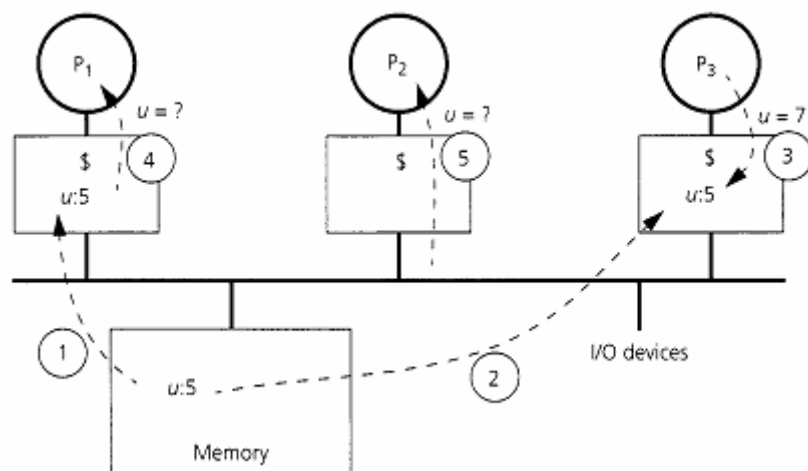 P1
P2
P3
u = ?
u = ?
u = 7
$
4
$
5
$
3
u:5
u:5
1
2
I/O devices
u:5
Memory